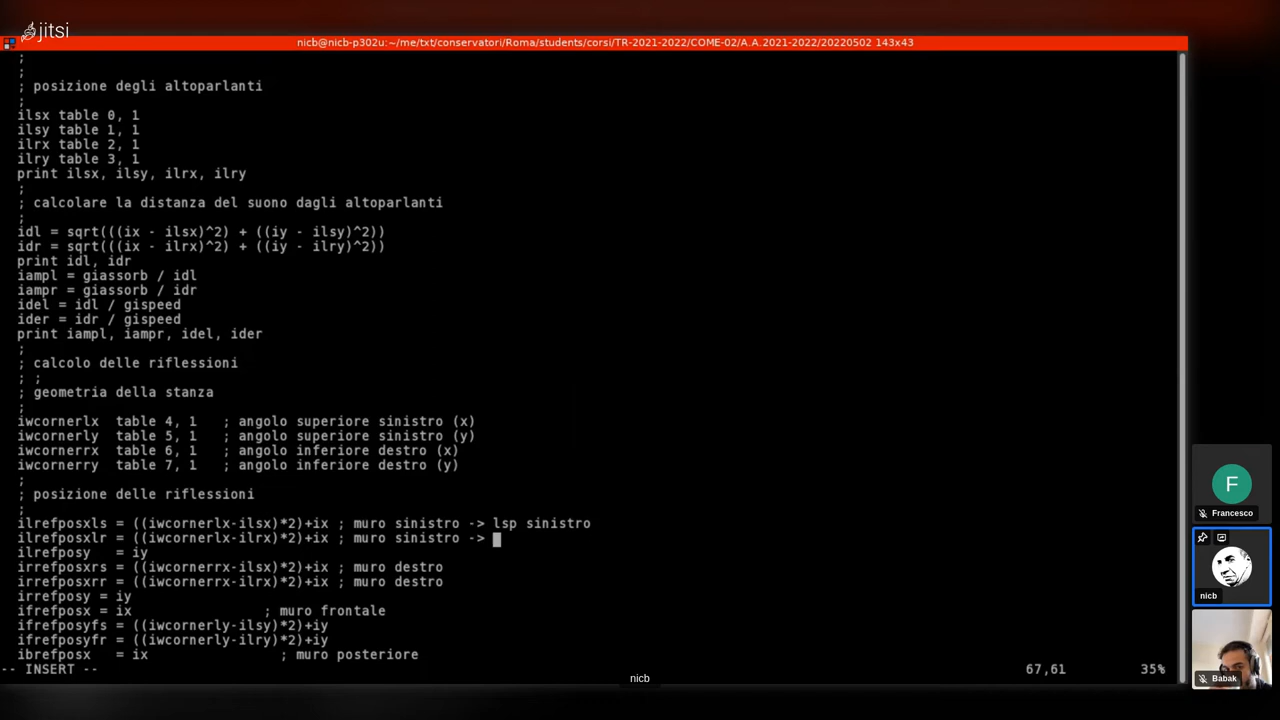 jitsi
nicb@nicb-p302u:~/me/txt/conservatori/Roma/students/corsi/TR-2021-2022/COME-02/A.A.2021-2022/20220502 143x43
;
;
; posizione degli altoparlanti
;
ilsx table 0, 1
ilsy table 1, 1
ilrx table 2, 1
ilry table 3, 1
print ilsx, ilsy, ilrx, ilry
;
; calcolare la distanza del suono dagli altoparlanti
;
idl = sqrt(((ix - ilsx)^2) + ((iy - ilsy)^2))
idr = sqrt(((ix - ilrx)^2) + ((iy - ilry)^2))
print idl, idr
iampl = giassorb / idl
iampr = giassorb / idr
idel = idl / gispeed
ider = idr / gispeed
print iampl, iampr, idel, ider
;
; calcolo delle riflessioni
; ;
; geometria della stanza
;
iwcornerlx  table 4, 1   ; angolo superiore sinistro (x)
iwcornerly  table 5, 1   ; angolo superiore sinistro (y)
iwcornerrx  table 6, 1   ; angolo inferiore destro (x)
iwcornerry  table 7, 1   ; angolo inferiore destro (y)
;
; posizione delle riflessioni
;
ilrefposxls = ((iwcornerlx-ilsx)*2)+ix ; muro sinistro -> lsp sinistro
ilrefposxlr = ((iwcornerlx-ilrx)*2)+ix ; muro sinistro ->
ilrefposy   = iy
irrefposxrs = ((iwcornerrx-ilsx)*2)+ix ; muro destro
irrefposxrr = ((iwcornerrx-ilrx)*2)+ix ; muro destro
irrefposy = iy
ifrefposx = ix                ; muro frontale
ifrefposyfs = ((iwcornerly-ilsy)*2)+iy
ifrefposyfr = ((iwcornerly-ilry)*2)+iy
ibrefposx   = ix                ; muro posteriore
-- INSERT --                67,61                35%
F
Francesco
nicb
Babak
nicb